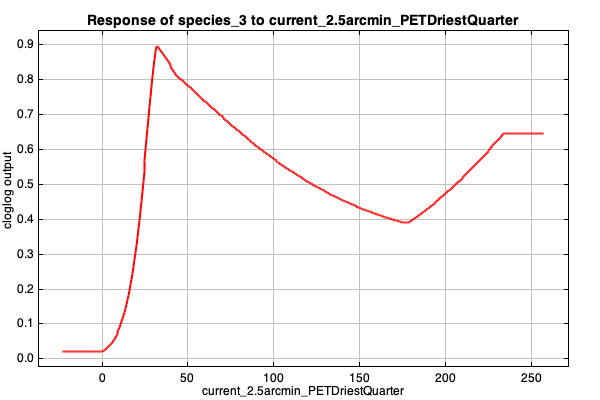 Response of species_3 to current_2.5arcmin_PETDriestQuarter
0.9
0.8
0.7
0.6
0.5
0.4
0.3
0.2
0.1
0.0
cloglog output
0 50 100 150 200 250
current_2.5arcmin_PETDriestQuarter